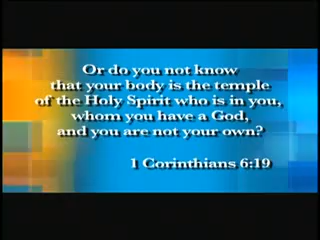 Or do you not know
that your body is the temple
of the Holy Spirit who is in you,
whom you have a God,
and you are not your own?
1 Corinthians 6:19